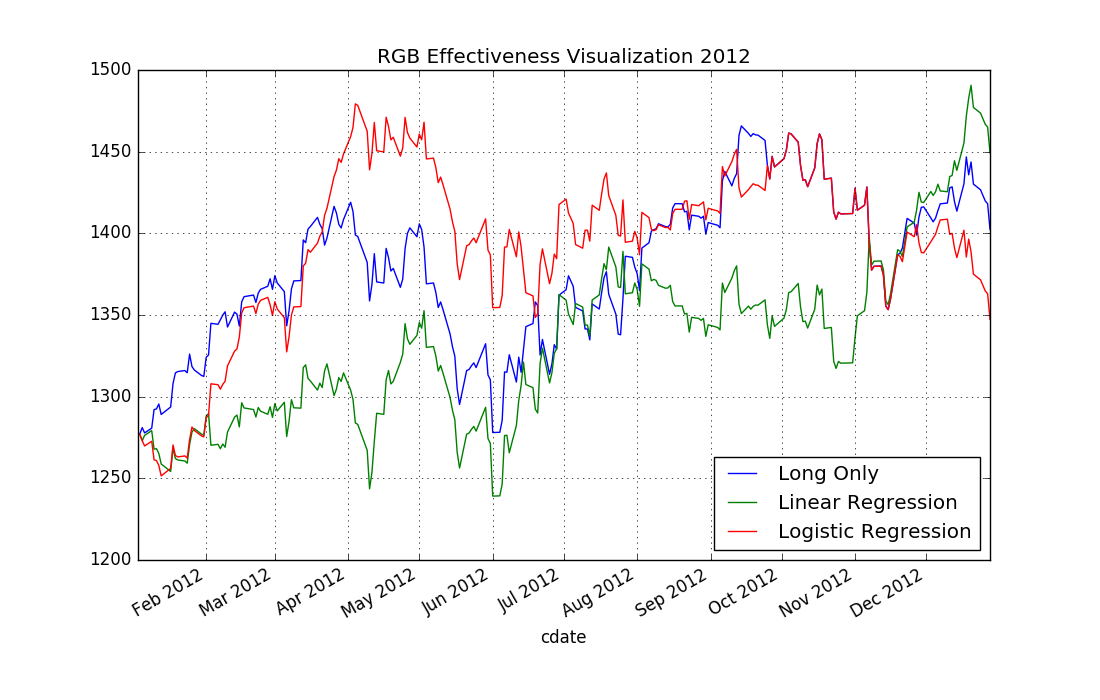 RGB Effectiveness Visualization 2012
1500
1450
1400
1350
1300
1250
1200
Long Only
Linear Regression
Logistic Regression
Feb 2012
Mar 2012
Apr 2012
May 2012
Jun 2012
Jul 2012
Aug 2012
Sep 2012
Oct 2012
Nov 2012
Dec 2012
cdate